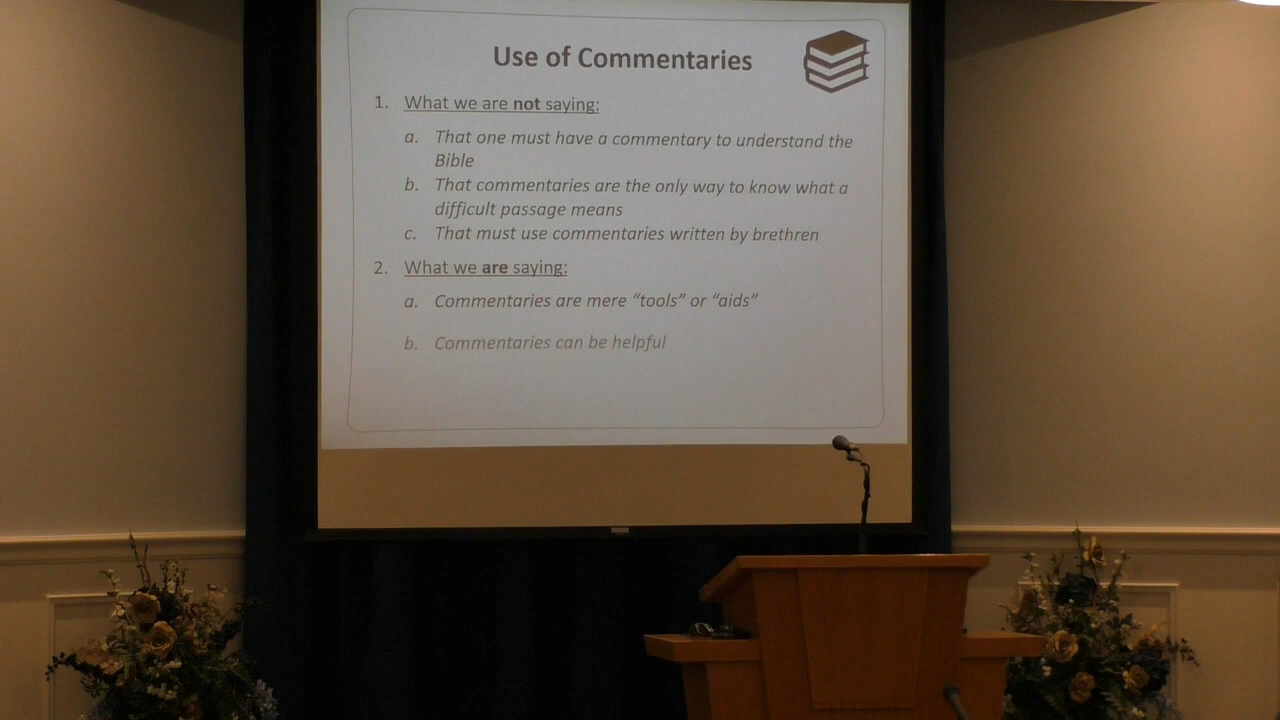 Use of Commentaries
1. What we are not saying:
a. That one must have a commentary to understand the
Bible
b. That commentaries are the only way to know what a
difficult passage means
c. That must use commentaries written by brethren
2. What we are saying:
a. Commentaries are mere “tools” or “aids”
b. Commentaries can be helpful